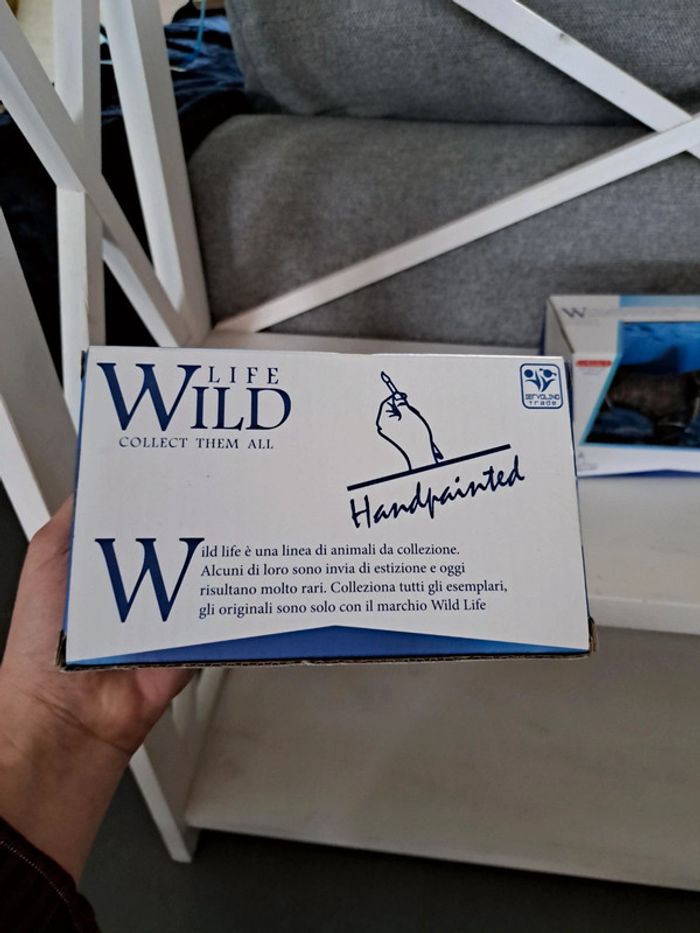 LIFE
WILD
COLLECT THEM ALL
Handpainted
Wild life è una linea di animali da collezione.
Alcuni di loro sono invia di estizione e oggi
risultano molto rari. Colleziona tutti gli esemplari,
gli originali sono solo con il marchio Wild Life
trade
W